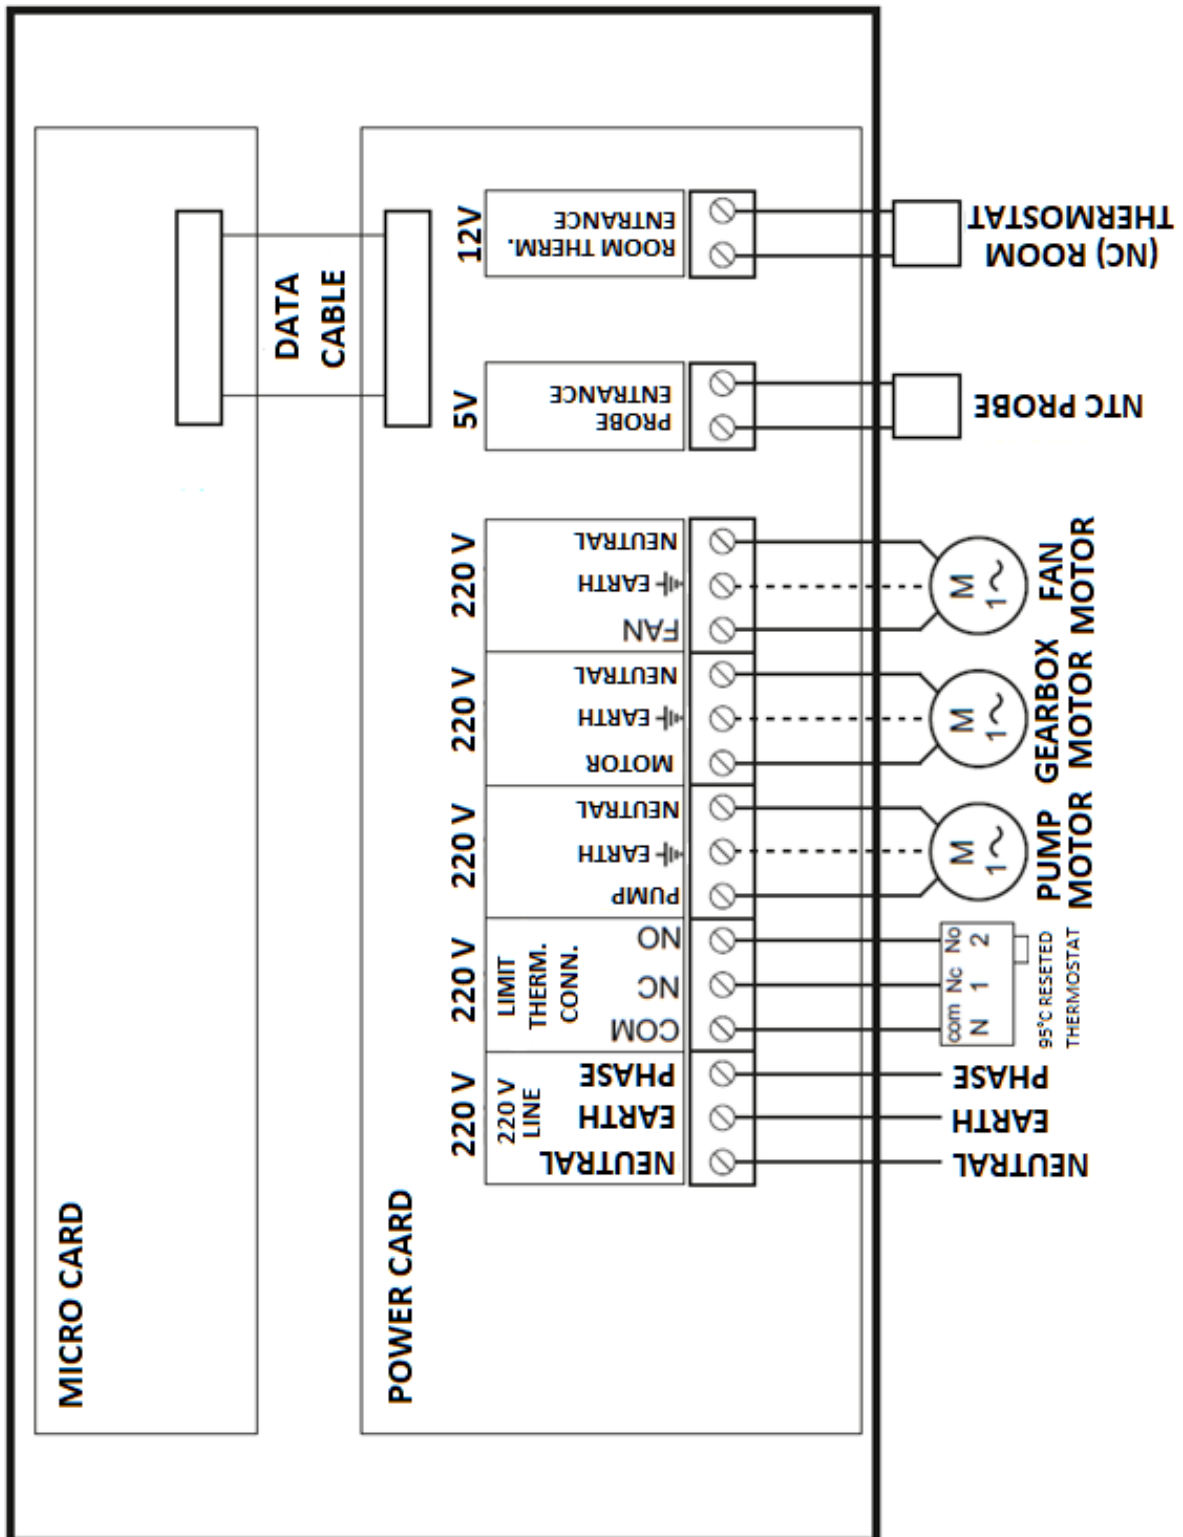 MICRO CARD
DATA
CABLE
POWER CARD
12V
ROOM THERM.
ENTRANCE
(NC) ROOM
THERMOSTAT
5V
PROBE
ENTRANCE
NTC PROBE
220 V
NEUTRAL
EARTH
FAN
M
1~
FAN
MOTOR
220 V
NEUTRAL
EARTH
MOTOR
M
1~
GEARBOX
MOTOR
220 V
NEUTRAL
EARTH
PUMP
M
1~
PUMP
MOTOR
220 V
LIMIT
THERM.
CONN.
NO
NC
COM
com Nc No
N 1 2
95°C RESETED
THERMOSTAT
220 V
220 V
LINE
PHASE
EARTH
NEUTRAL
PHASE
EARTH
NEUTRAL